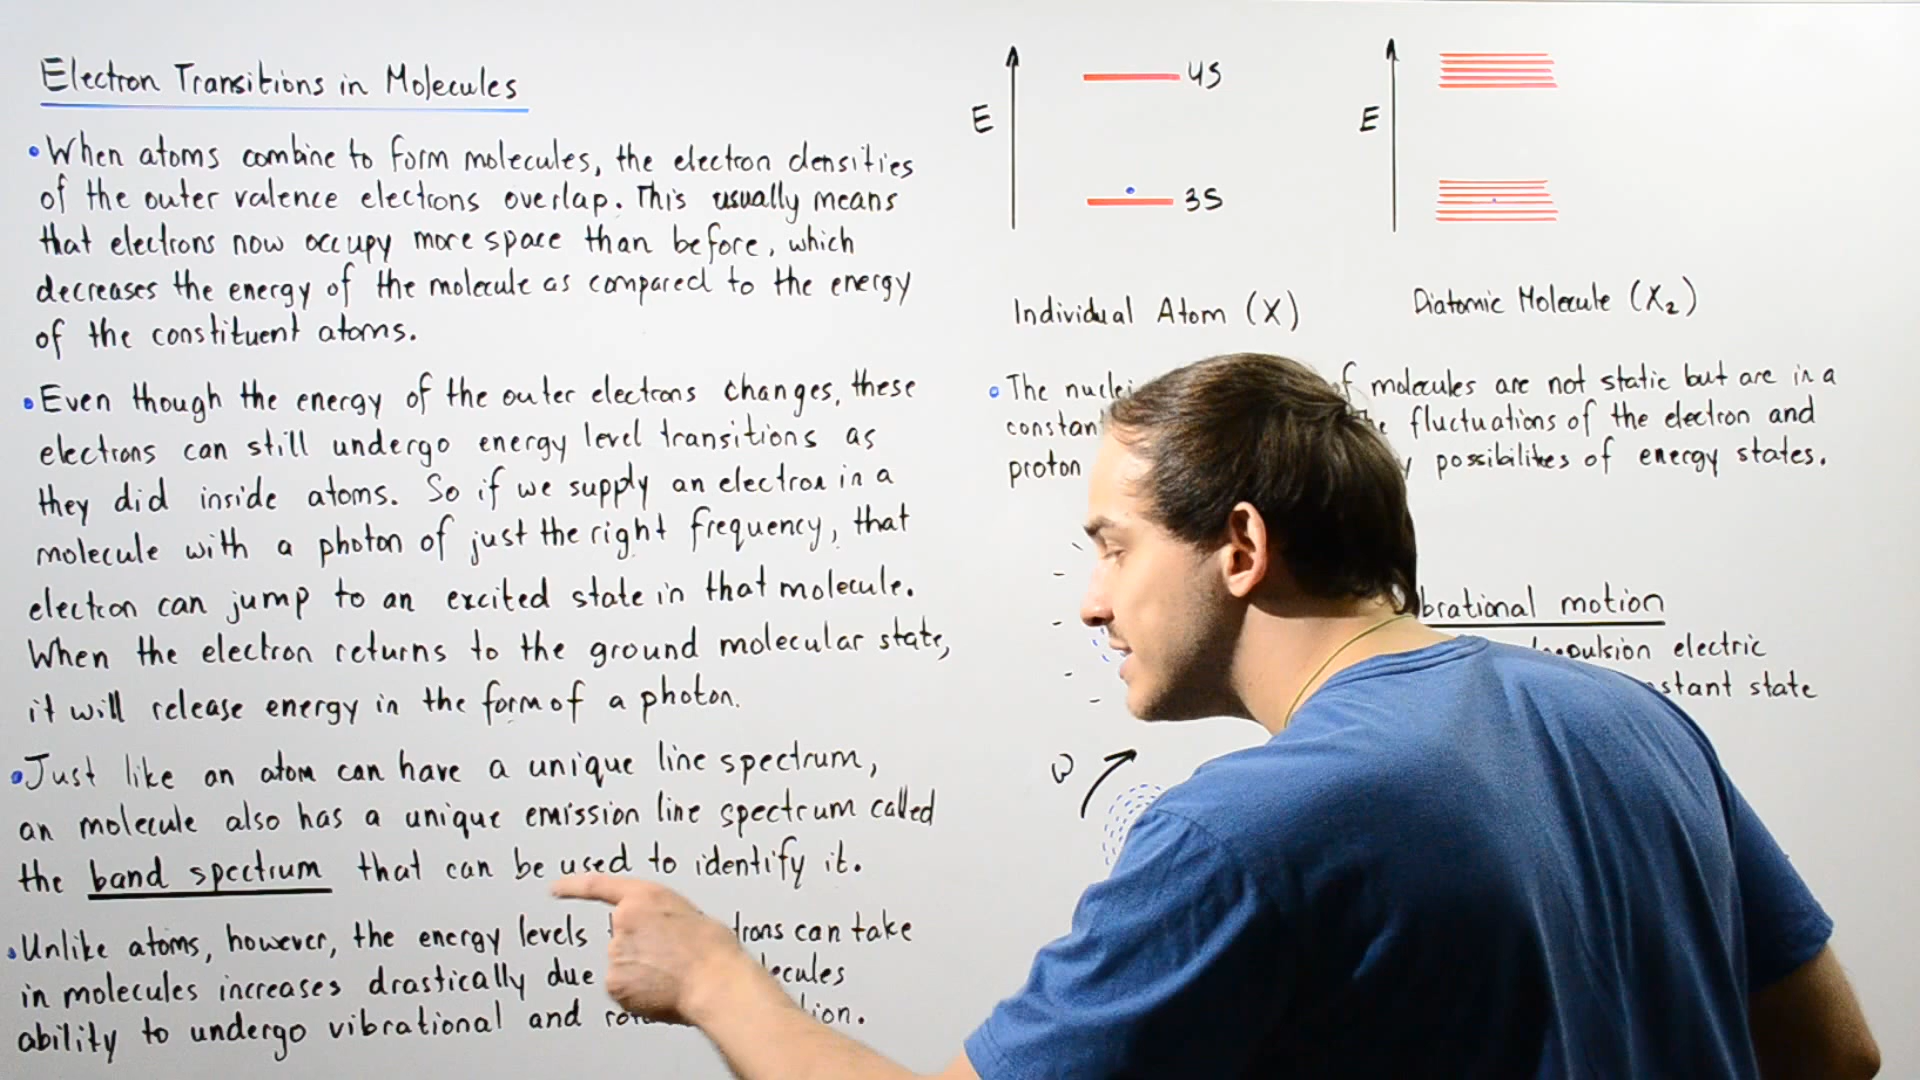 Electron Transitions in Molecules
• When atoms combine to form molecules, the electron densities
of the outer valence electrons overlap. This usually means
that electrons now occupy more space than before, which
decreases the energy of the molecule as compared to the energy
of the constituent atoms.
• Even though the energy of the outer electrons changes, these
electrons can still undergo energy level transitions as
they did inside atoms. So if we supply an electron in a
molecule with a photon of just the right frequency, that
electron can jump to an excited state in that molecule.
When the electron returns to the ground molecular state,
it will release energy in the form of a photon.
• Just like an atom can have a unique line spectrum,
an molecule also has a unique emission line spectrum called
the band spectrum that can be used to identify it.
• Unlike atoms, however, the energy levels can take
in molecules increases drastically due
ability to undergo vibrational and
E
4S
3S
Individual Atom (X)
E
Diatomic Molecule (X₂)
• The nuclei of molecules are not static but are in a
fluctuations of the electron and
proton possibilities of energy states.
motion
electric
state
ω